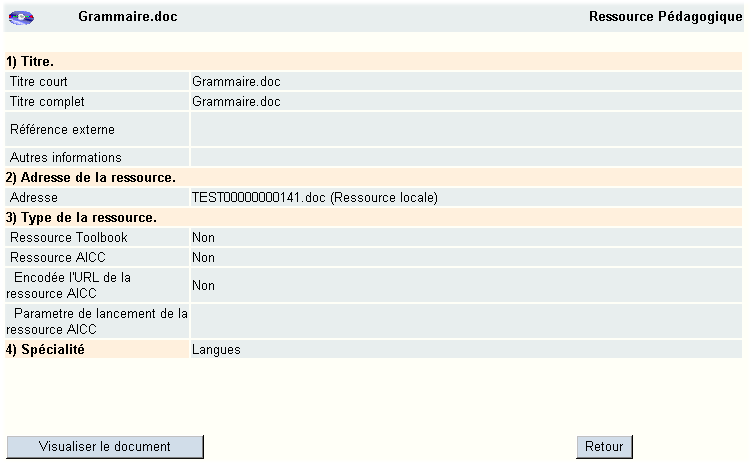 Grammaire.doc Ressource Pédagogique
1) Titre.
Titre court Grammaire.doc
Titre complet Grammaire.doc
Référence externe
Autres informations
2) Adresse de la ressource.
Adresse TEST00000000141.doc (Ressource locale)
3) Type de la ressource.
Ressource Toolbook Non
Ressource AICC Non
Encodée l'URL de la
ressource AICC Non
Parametre de lancement de la
ressource AICC
4) Spécialité Langues
Visualiser le document Retour